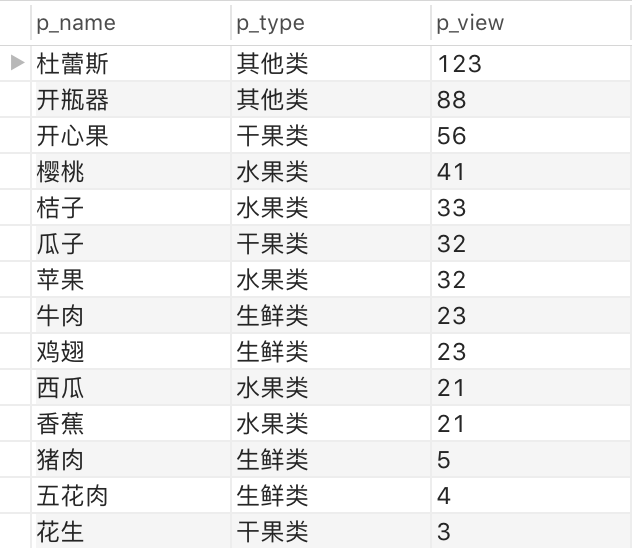 p_name p_type p_view
杜蕾斯 其他类 123
开瓶器 其他类 88
开心果 干果类 56
樱桃 水果类 41
桔子 水果类 33
瓜子 干果类 32
苹果 水果类 32
牛肉 生鲜类 23
鸡翅 生鲜类 23
西瓜 水果类 21
香蕉 水果类 21
猪肉 生鲜类 5
五花肉 生鲜类 4
花生 干果类 3